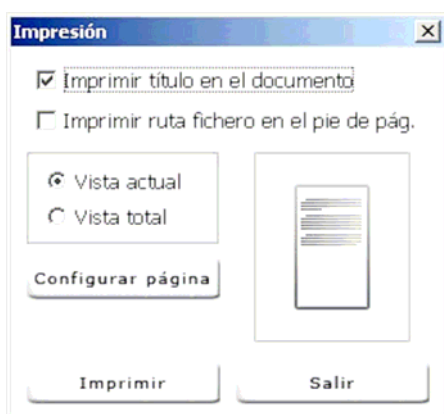 Impresión
Imprimir título en el documento
Imprimir ruta fichero en el pie de pág.
Vista actual
Vista total
Configurar página
Imprimir
Salir